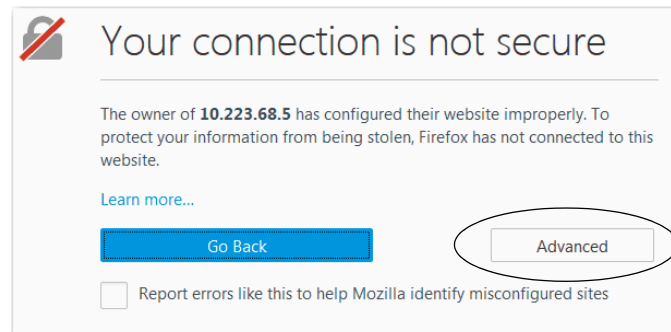 Your connection is not secure
The owner of 10.223.68.5 has configured their website improperly. To
protect your information from being stolen, Firefox has not connected to this
website.
Learn more...
Go Back
Advanced
Report errors like this to help Mozilla identify misconfigured sites